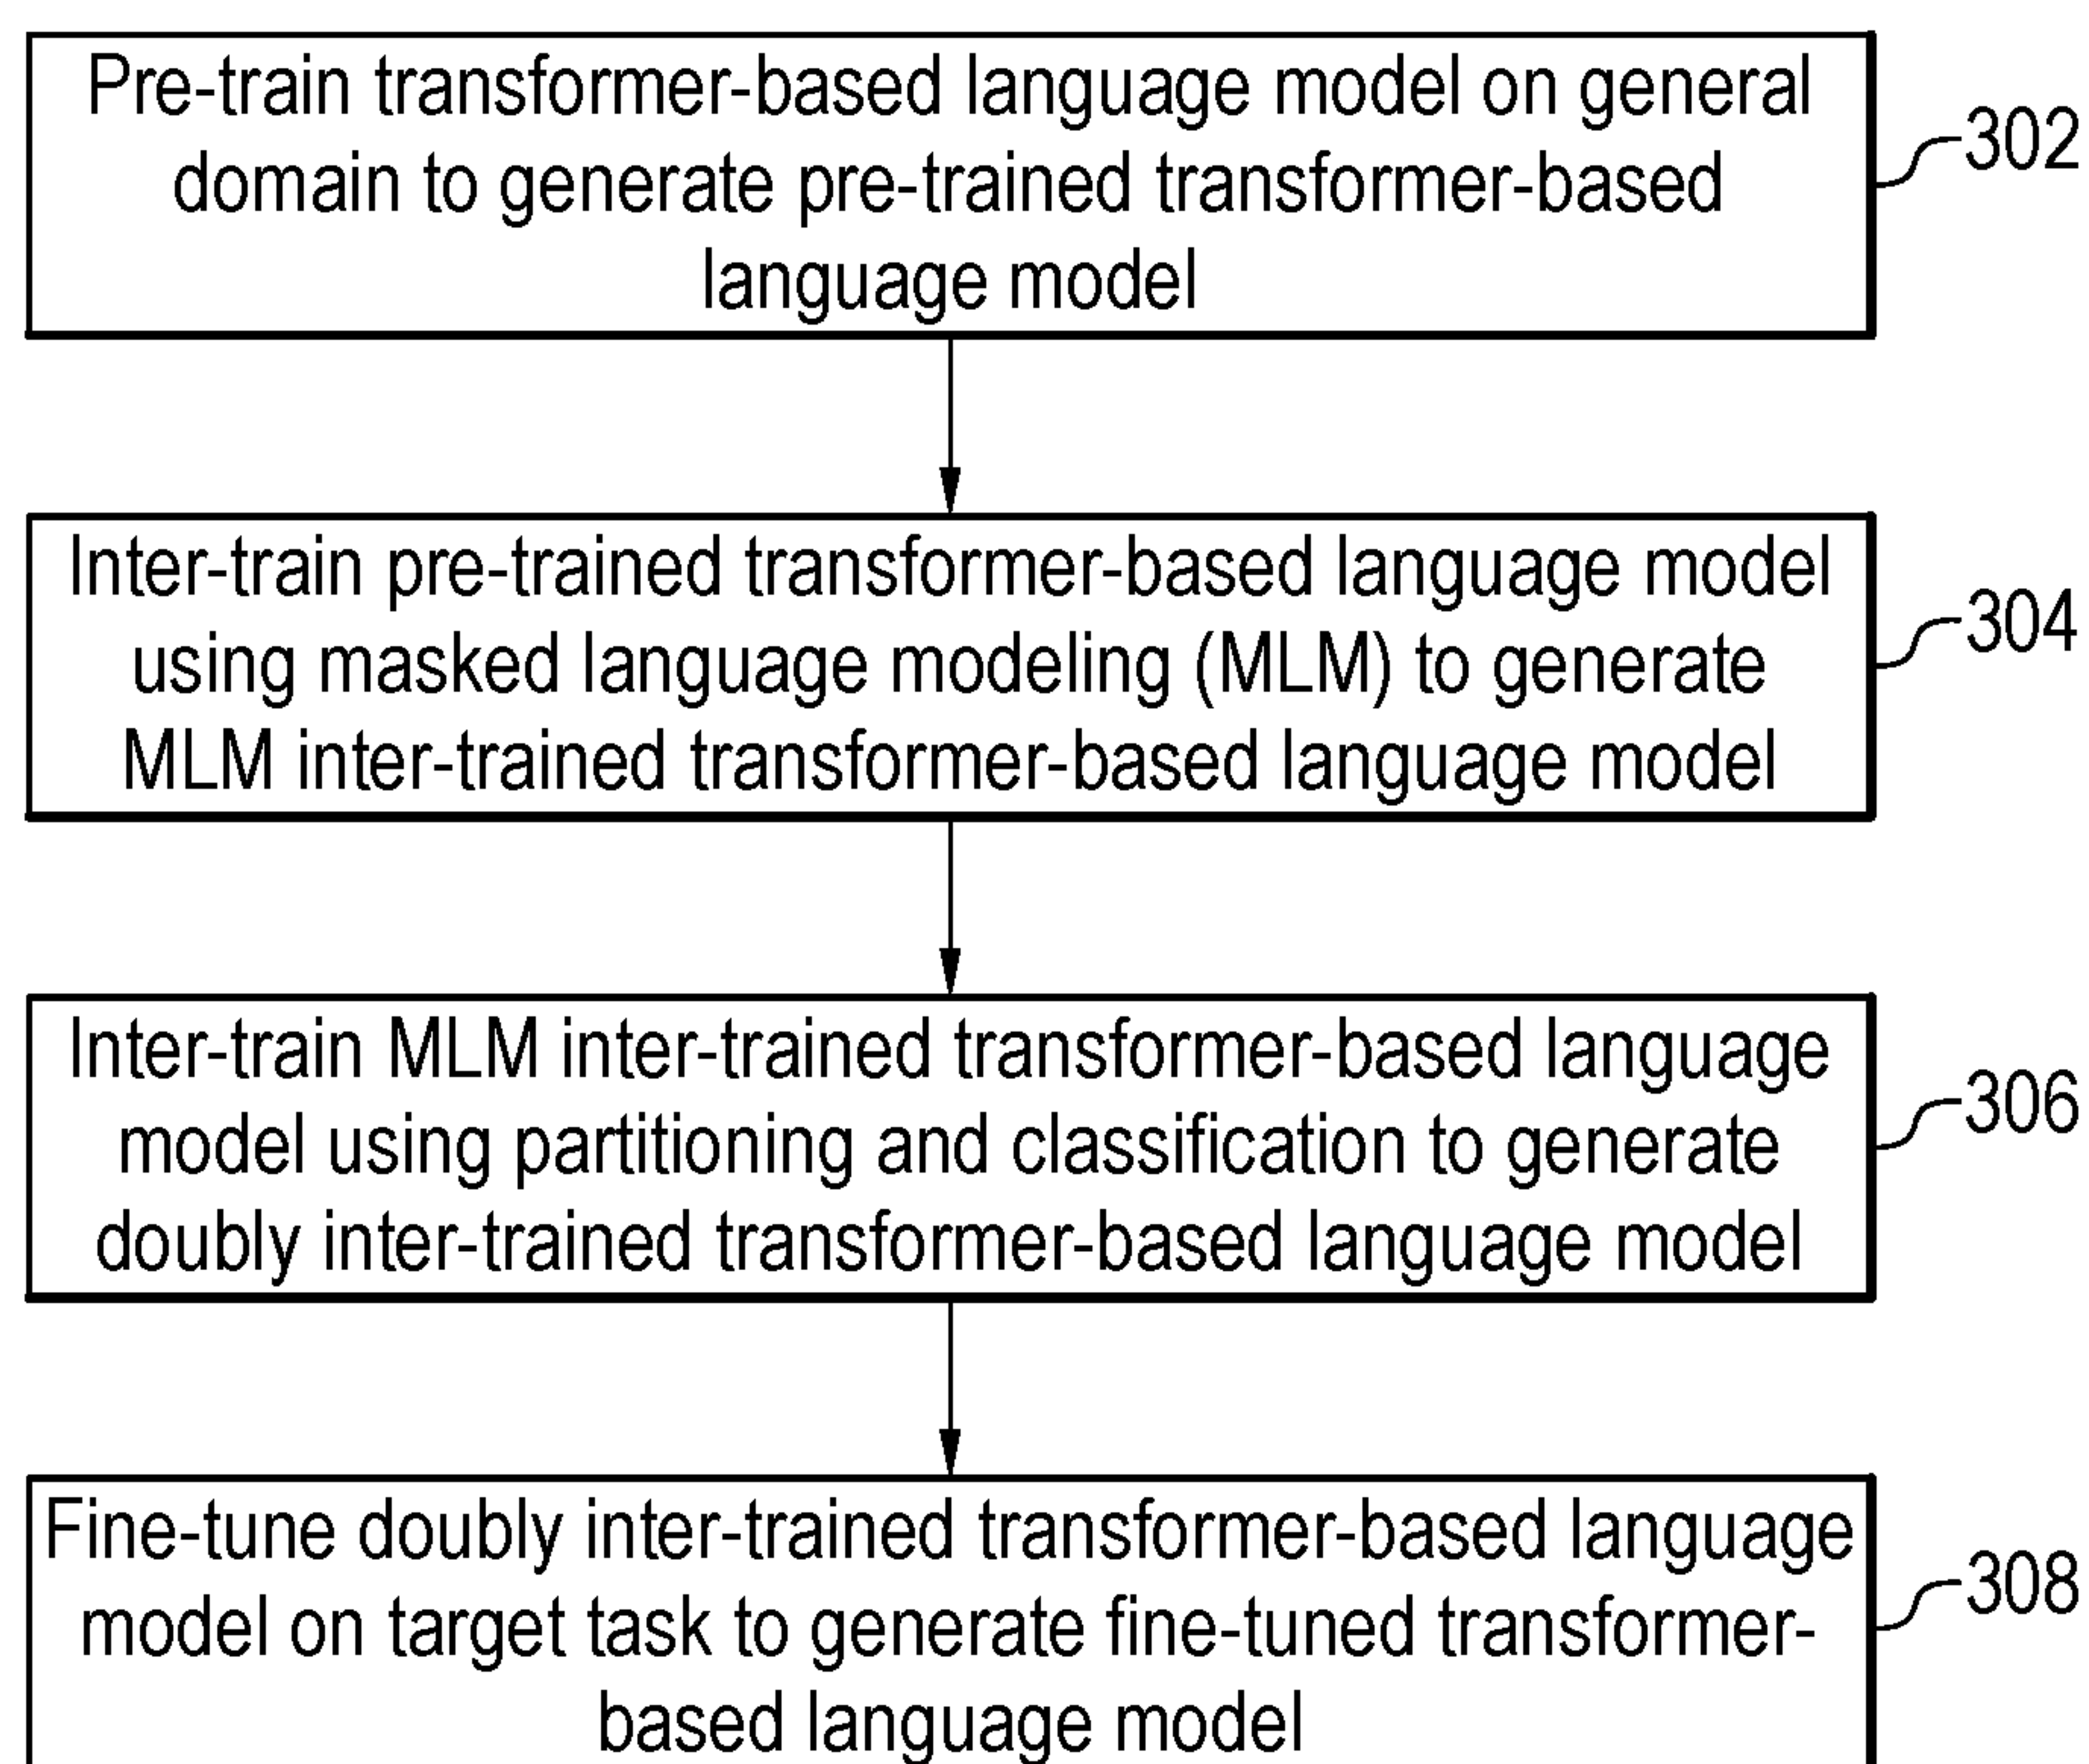 Pre-train transformer-based language model on general
domain to generate pre-trained transformer-based
language model
302
Inter-train pre-trained transformer-based language model
using masked language modeling (MLM) to generate
MLM inter-trained transformer-based language model
304
Inter-train MLM inter-trained transformer-based language
model using partitioning and classification to generate
doubly inter-trained transformer-based language model
306
Fine-tune doubly inter-trained transformer-based language
model on target task to generate fine-tuned transformer-
based language model
308